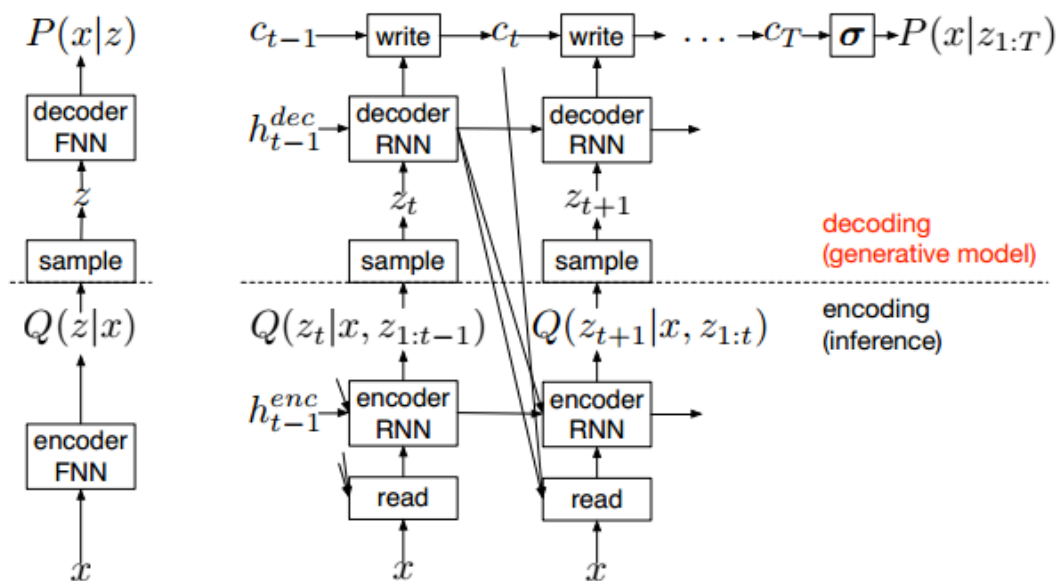 P(x|z)
decoder
FNN
z
sample
Q(z|x)
encoder
FNN
x
c_{t-1} write c_t write ... c_T σ P(x|z_{1:T})
h_{t-1}^{dec} decoder
RNN decoder
RNN
z_t z_{t+1}
sample sample
decoding
(generative model)
Q(z_t|x, z_{1:t-1}) Q(z_{t+1}|x, z_{1:t})
encoding
(inference)
h_{t-1}^{enc} encoder
RNN encoder
RNN
read read
x x